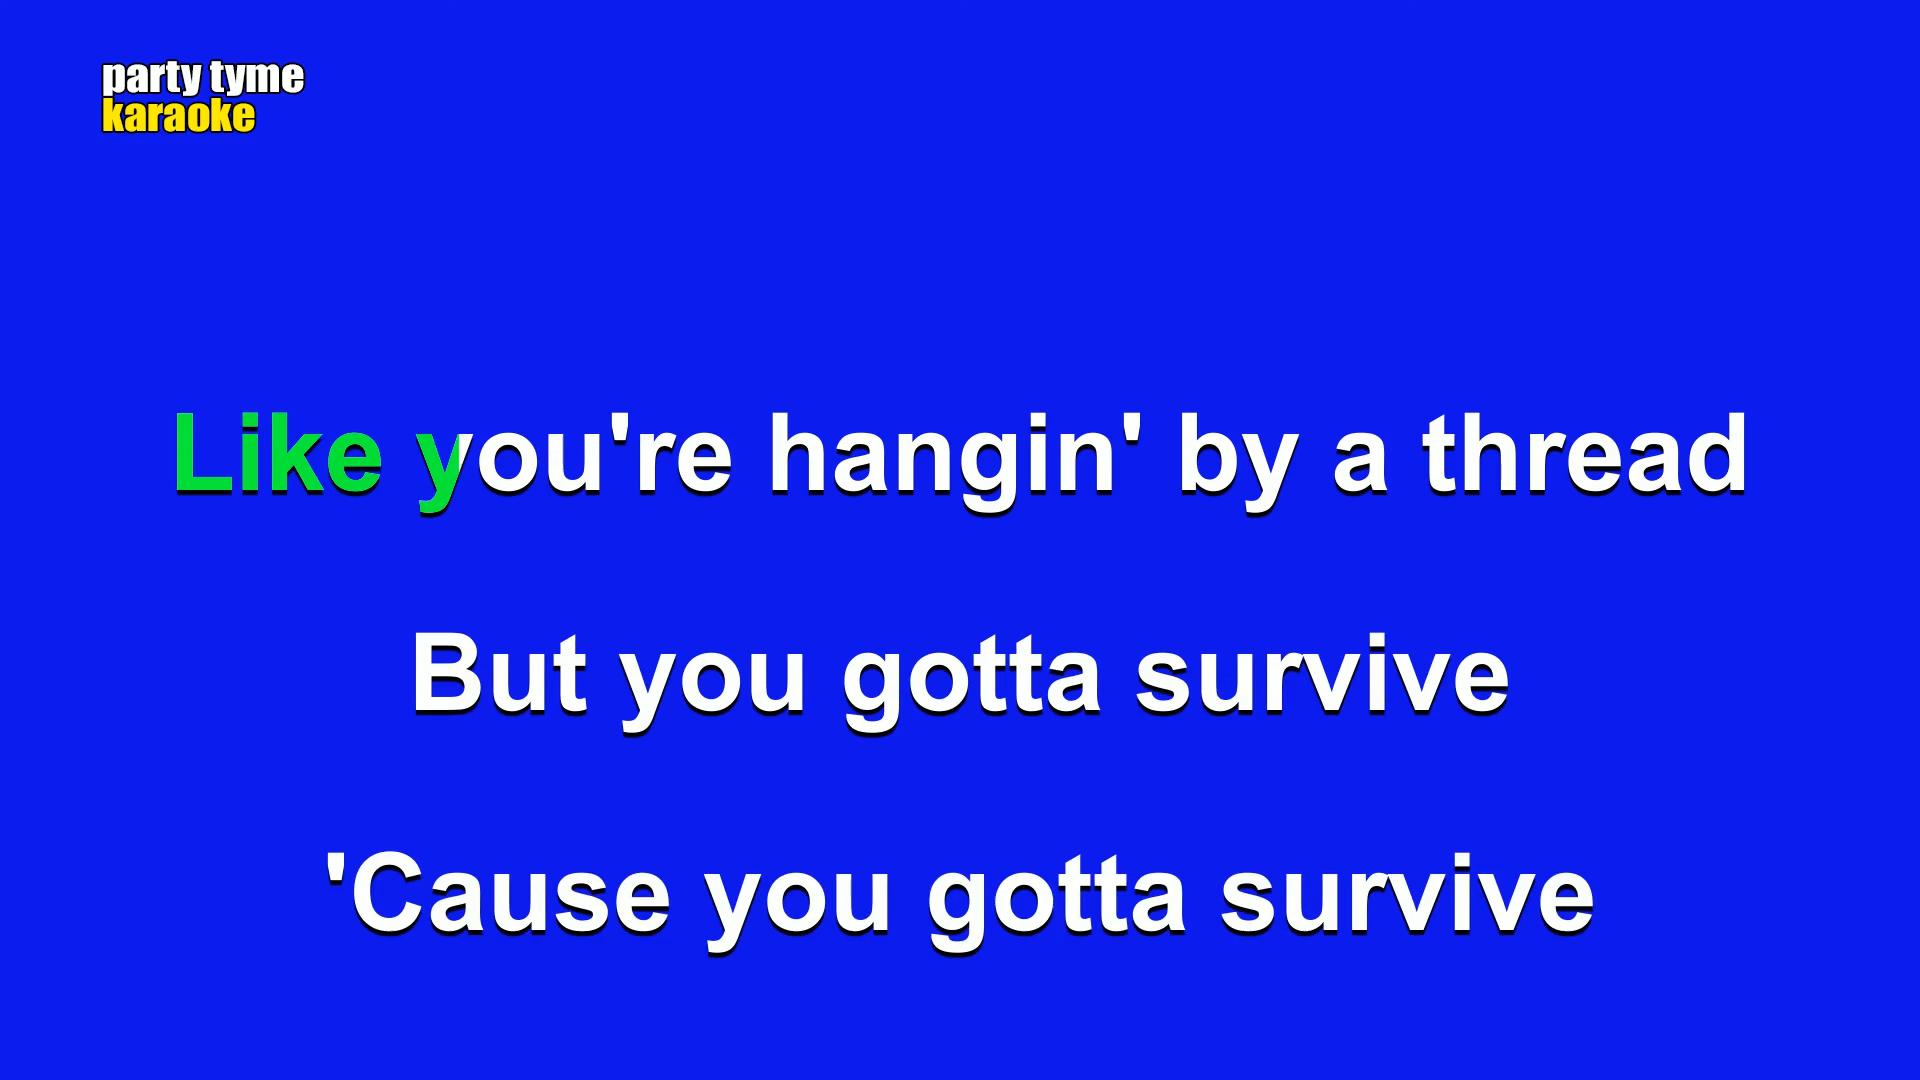 party tyme
karaoke
Like you're hangin' by a thread
But you gotta survive
'Cause you gotta survive